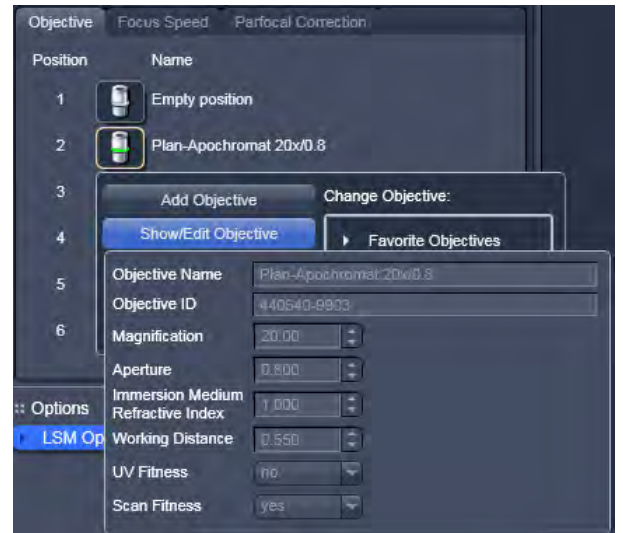 Objective Focus Speed Parfocal Correction
Position Name
1 Empty position
2 Plan-Apochromat 20x/0.8
3 Add Objective Change Objective:
4 Show/Edit Objective Favorite Objectives
5 Objective Name Plan-Apochromat 20x/0.8
Objective ID 440640-9903
6 Magnification 20.00
Aperture 0.800
Immersion Medium
Refractive Index 1.000
:: Options
LSM Op Working Distance 0.550
UV Fitness no
Scan Fitness yes